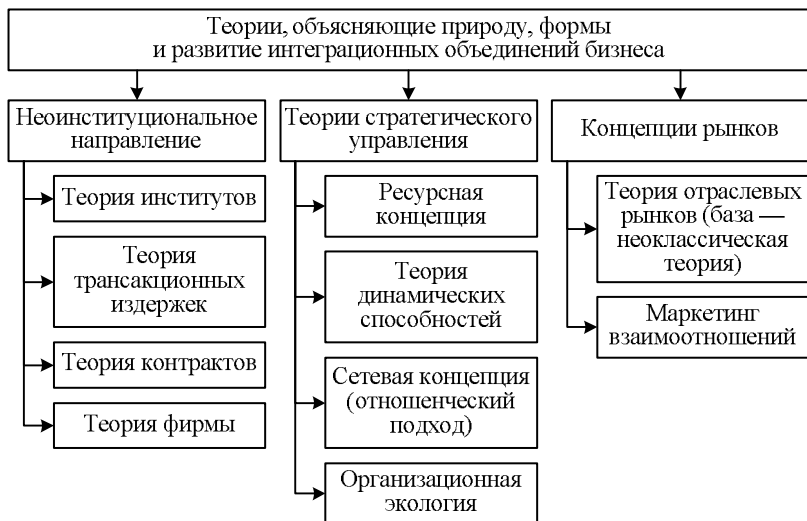 Теории, объясняющие природу, формы
и развитие интеграционных объединений бизнеса
Неоинституциональное
направление
Теория институтов
Теория
трансакционных
издержек
Теория контрактов
Теория фирмы
Теории стратегического
управления
Ресурсная
концепция
Теория
динамических
способностей
Сетевая концепция
(отношенческий
подход)
Организационная
экология
Концепции рынков
Теория отраслевых
рынков (база —
неоклассическая
теория)
Маркетинг
взаимоотношений